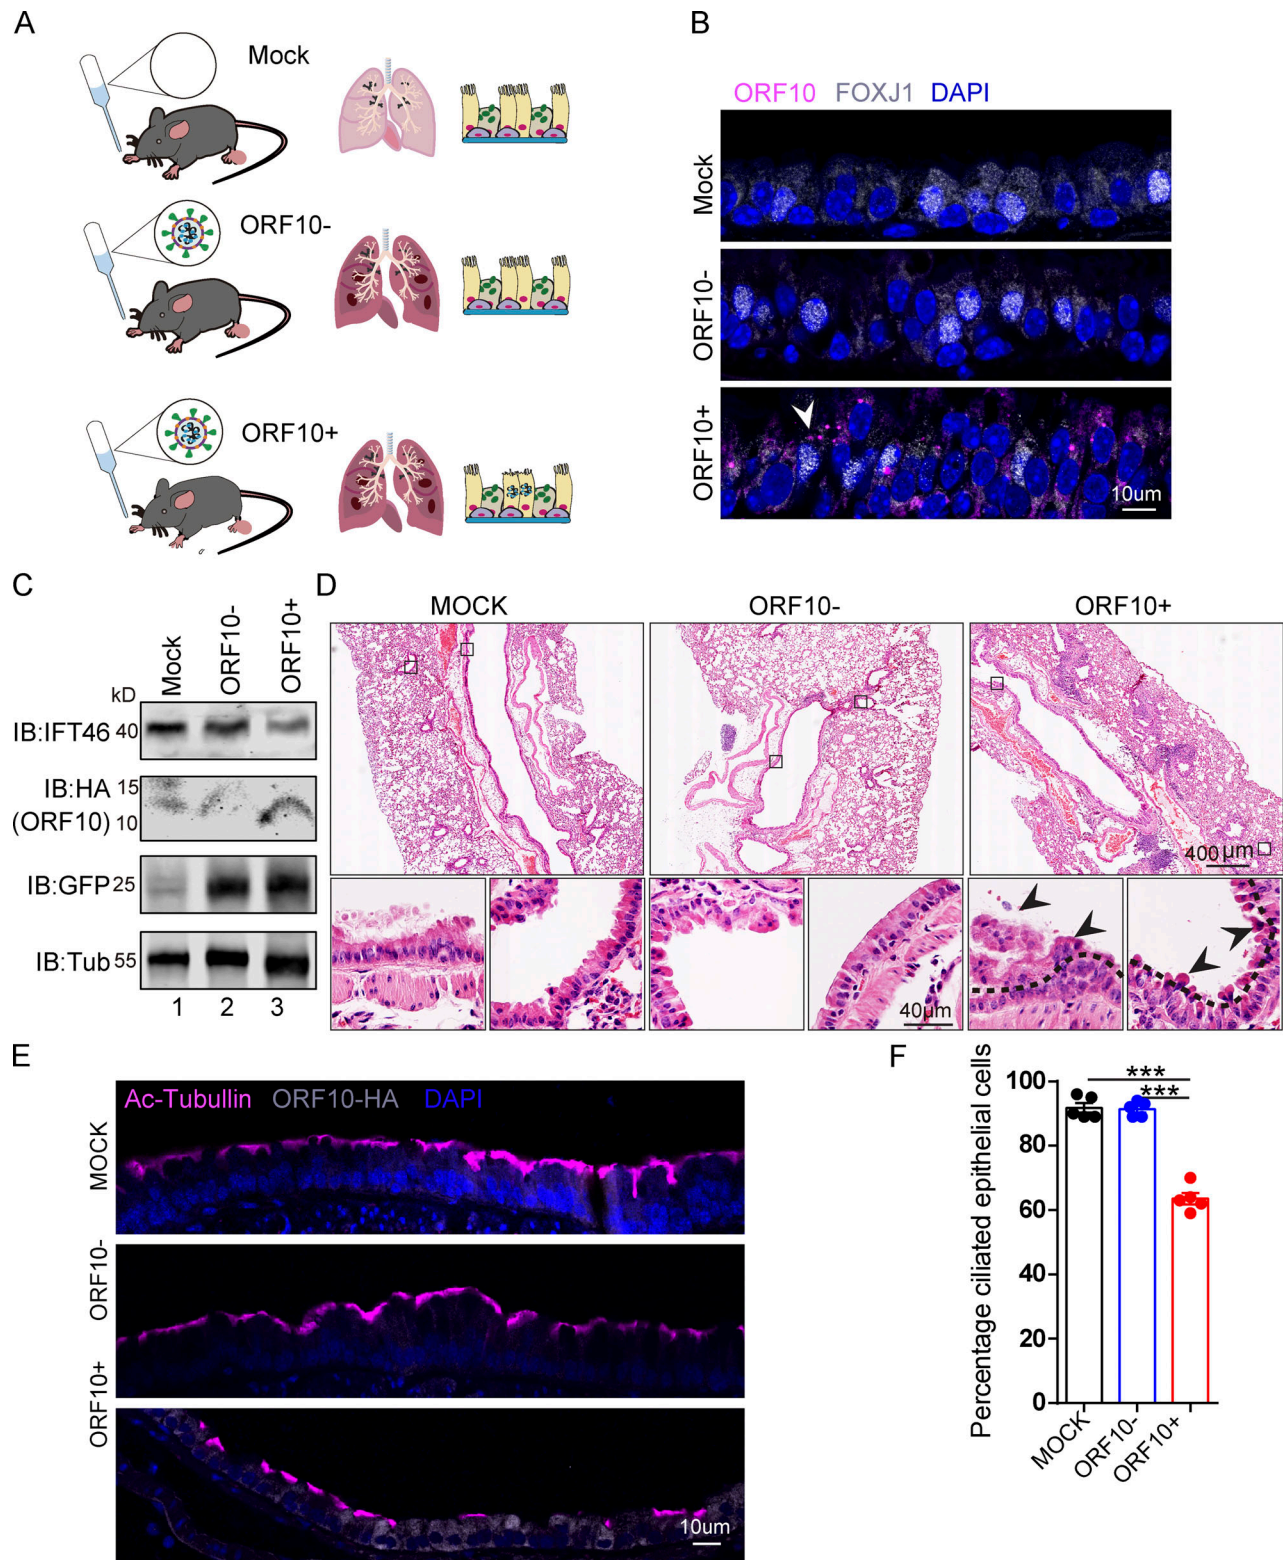 A
Mock
ORF10-
ORF10+
B
ORF10 FOXJ1 DAPI
Mock
ORF10-
ORF10+
10um
C
Mock
ORF10-
ORF10+
kD
IB:IFT46 40
IB:HA 15
(ORF10) 10
IB:GFP 25
IB:Tub 55
1 2 3
D
MOCK
ORF10-
ORF10+
400 µm
40µm
E
Ac-Tubullin ORF10-HA DAPI
MOCK
ORF10-
ORF10+
10um
F
Percentage ciliated epithelial cells
100
80
60
40
20
0
***
***
MOCK
ORF10-
ORF10+